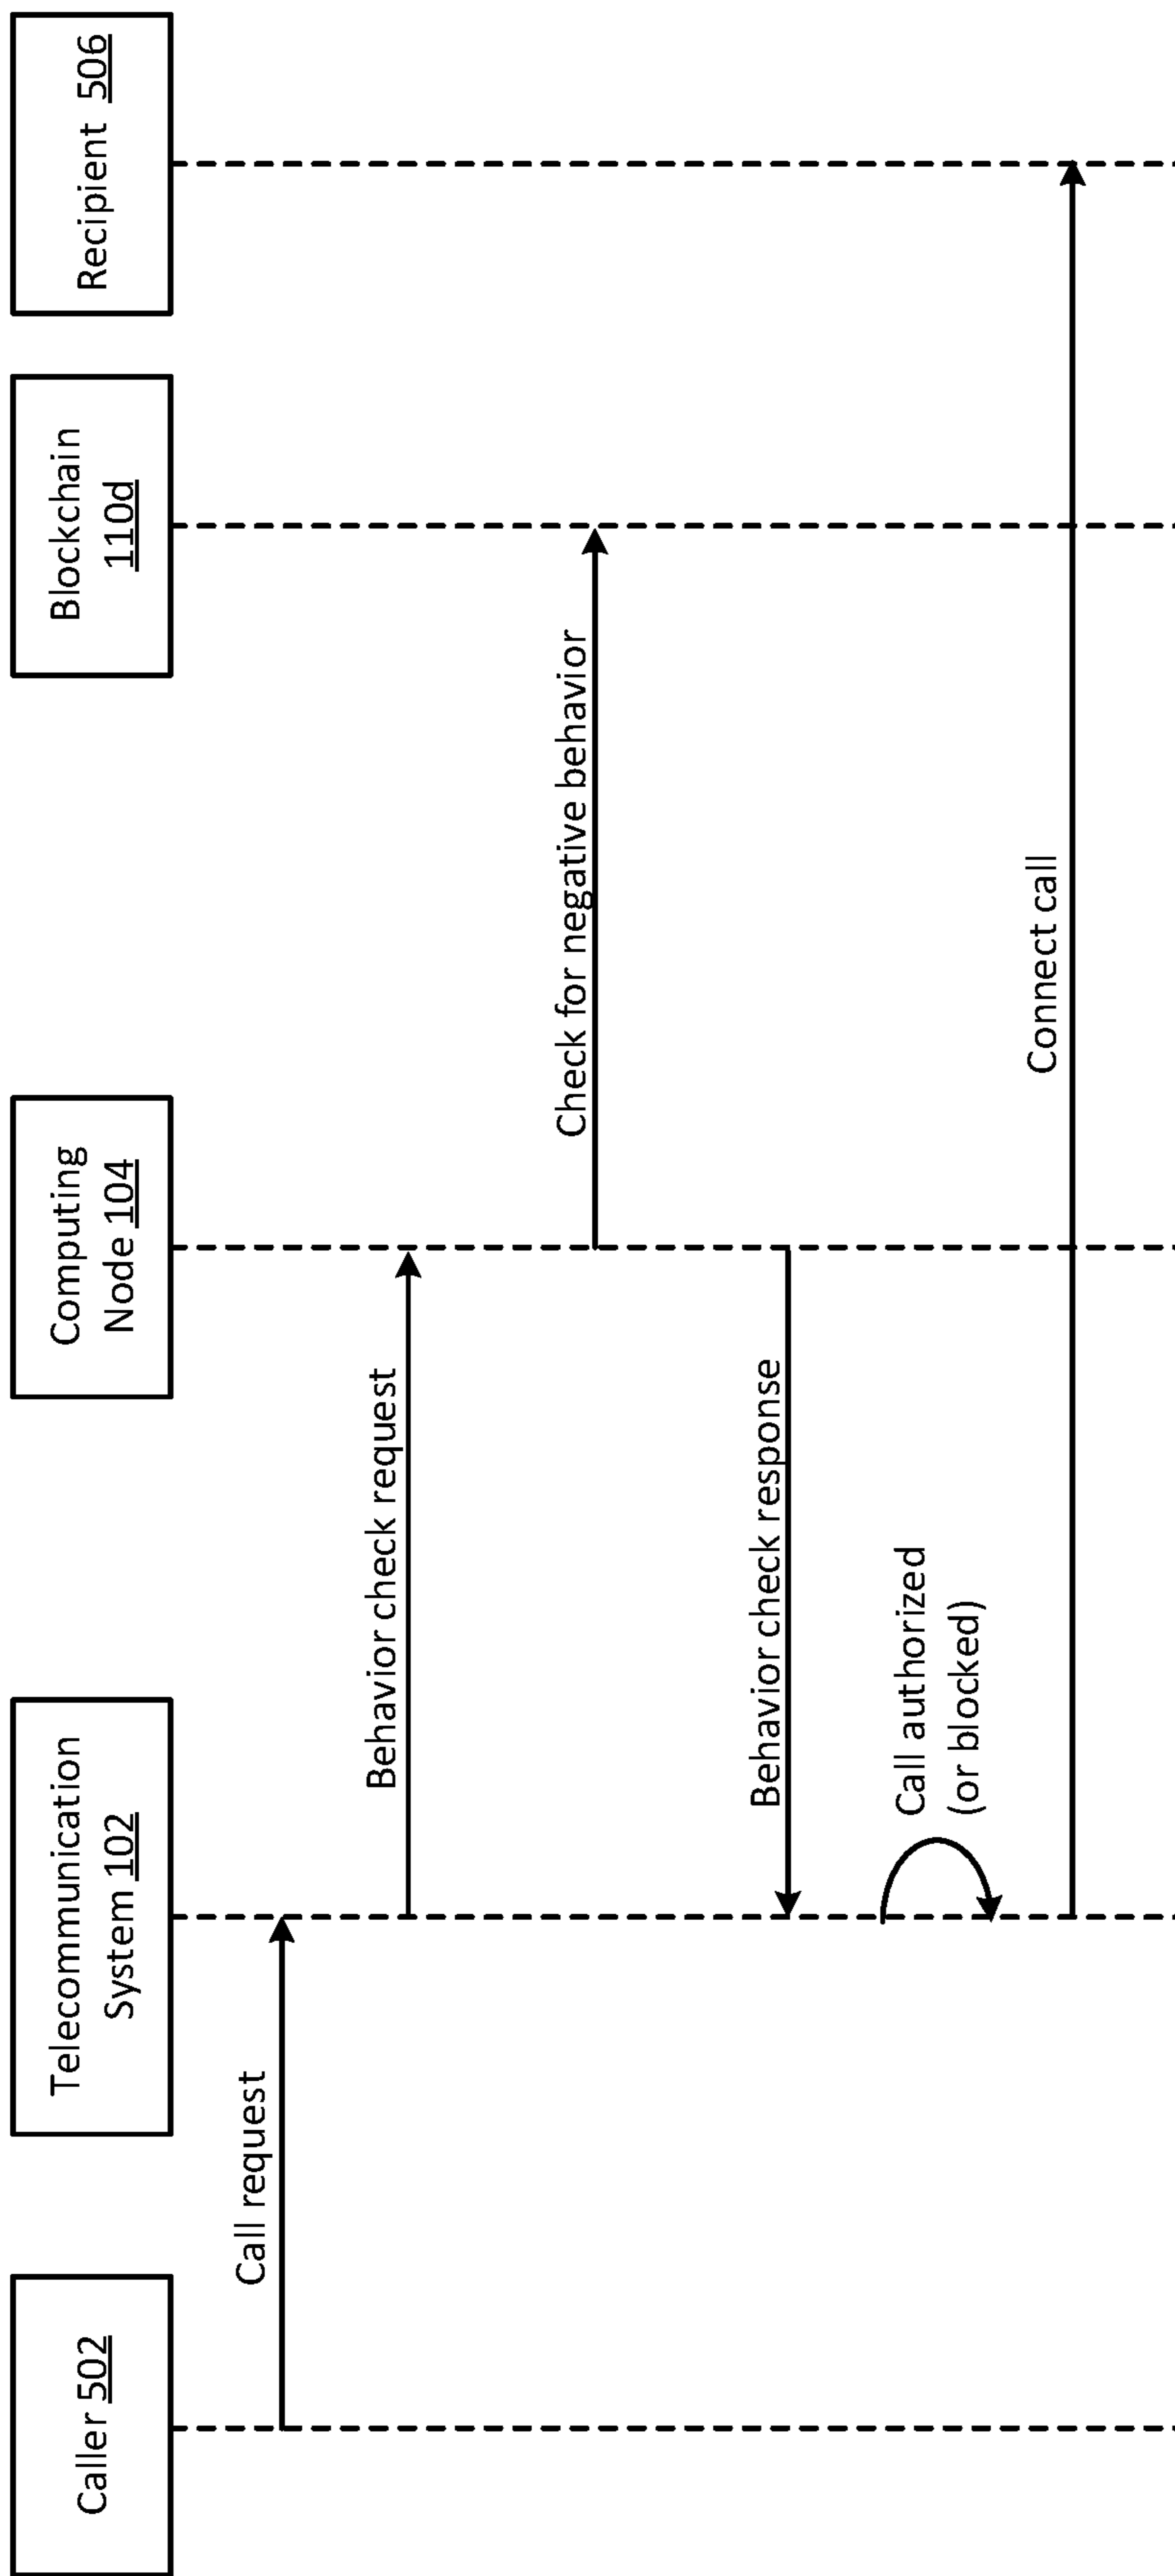 Caller 502
Telecommunication
System 102
Computing
Node 104
Blockchain
110d
Recipient 506
Call request
Behavior check request
Check for negative behavior
Behavior check response
Call authorized
(or blocked)
Connect call